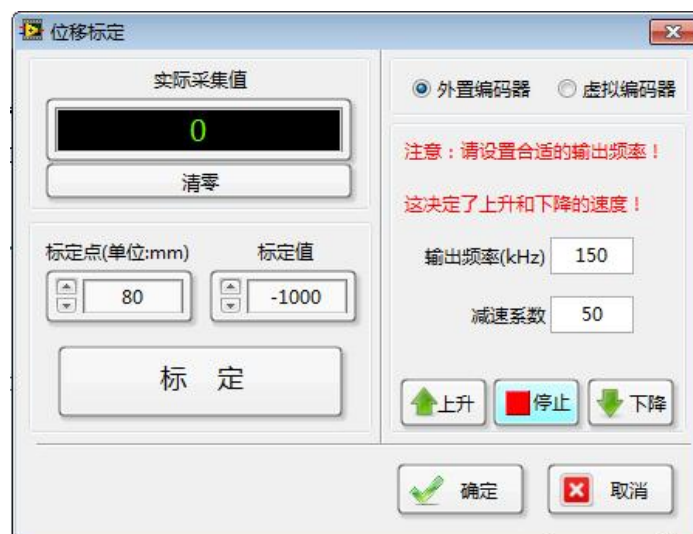 位移标定
实际采集值
0
清零
标定点(单位:mm) 标定值
80 -1000
标 定
外置编码器 虚拟编码器
注意：请设置合适的输出频率！
这决定了上升和下降的速度！
输出频率(kHz) 150
减速系数 50
上升 停止 下降
确定 取消